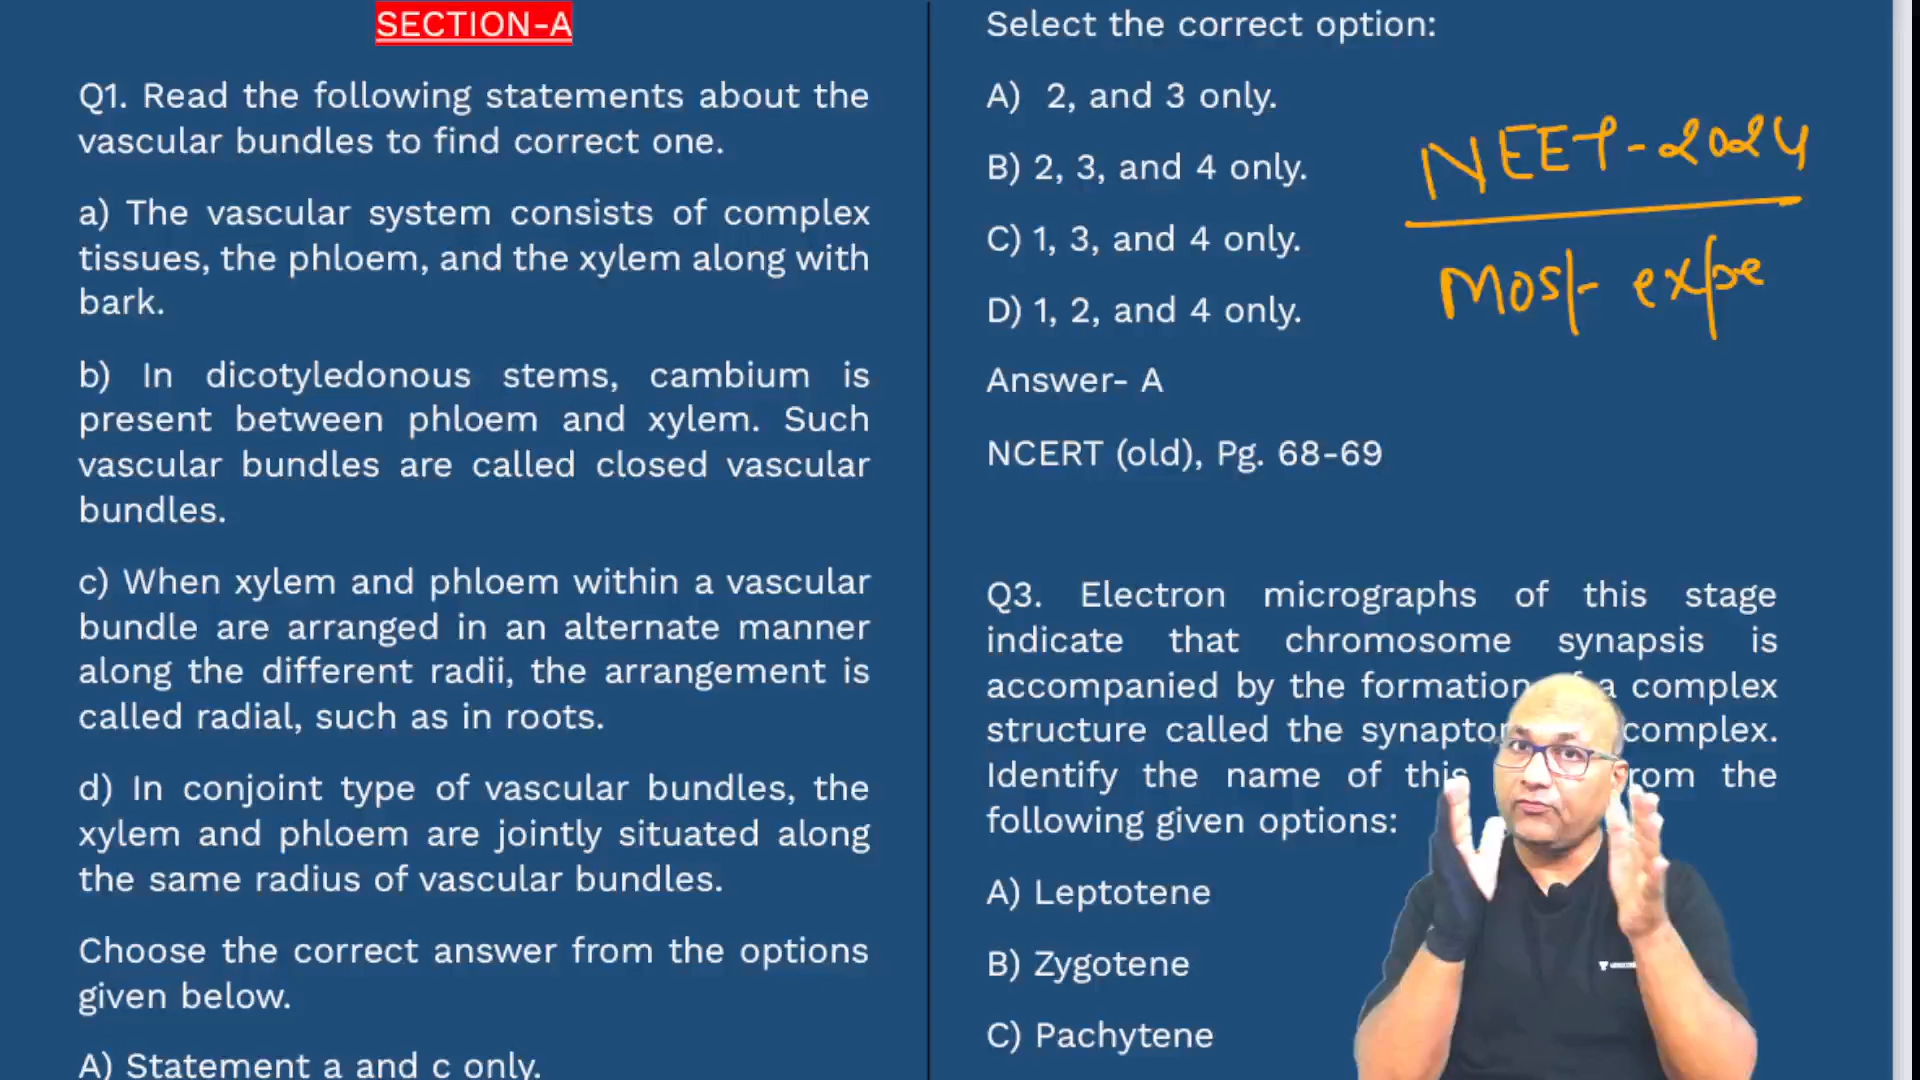 SECTION-A
Q1. Read the following statements about the
vascular bundles to find correct one.
a) The vascular system consists of complex
tissues, the phloem, and the xylem along with
bark.
b) In dicotyledonous stems, cambium is
present between phloem and xylem. Such
vascular bundles are called closed vascular
bundles.
c) When xylem and phloem within a vascular
bundle are arranged in an alternate manner
along the different radii, the arrangement is
called radial, such as in roots.
d) In conjoint type of vascular bundles, the
xylem and phloem are jointly situated along
the same radius of vascular bundles.
Choose the correct answer from the options
given below.
A) Statement a and c only.
Select the correct option:
A) 2, and 3 only.
B) 2, 3, and 4 only.
C) 1, 3, and 4 only.
D) 1, 2, and 4 only.
NEET-2024
Most expe
Answer- A
NCERT (old), Pg. 68-69
Q3. Electron micrographs of this stage
indicate that chromosome synapsis is
accompanied by the formation a complex
structure called the complex.
Identify the name of this the
following given options:
A) Leptotene
B) Zygotene
C) Pachytene